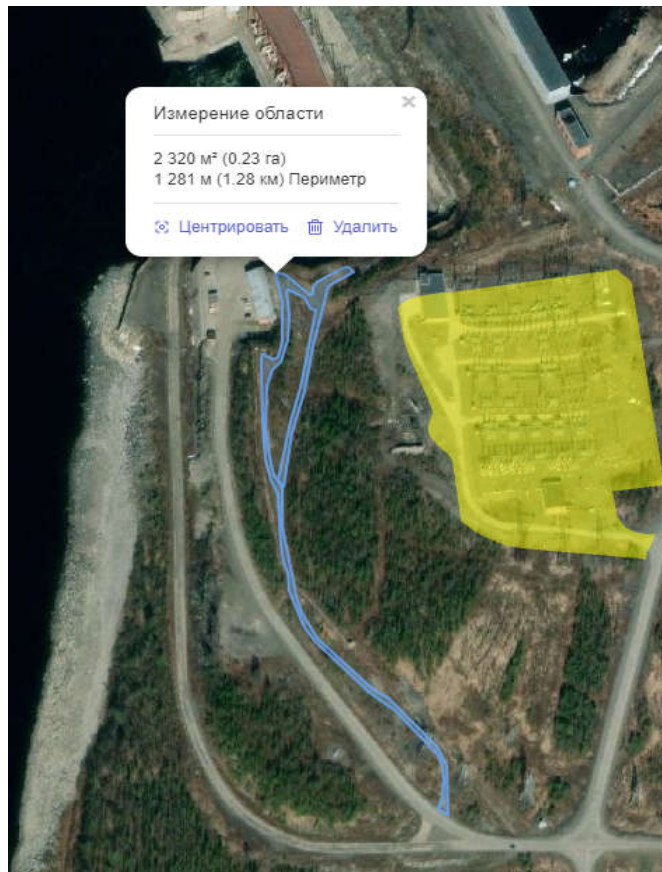 Измерение области
2 320 м² (0.23 га)
1 281 м (1.28 км) Периметр
Центрировать Удалить